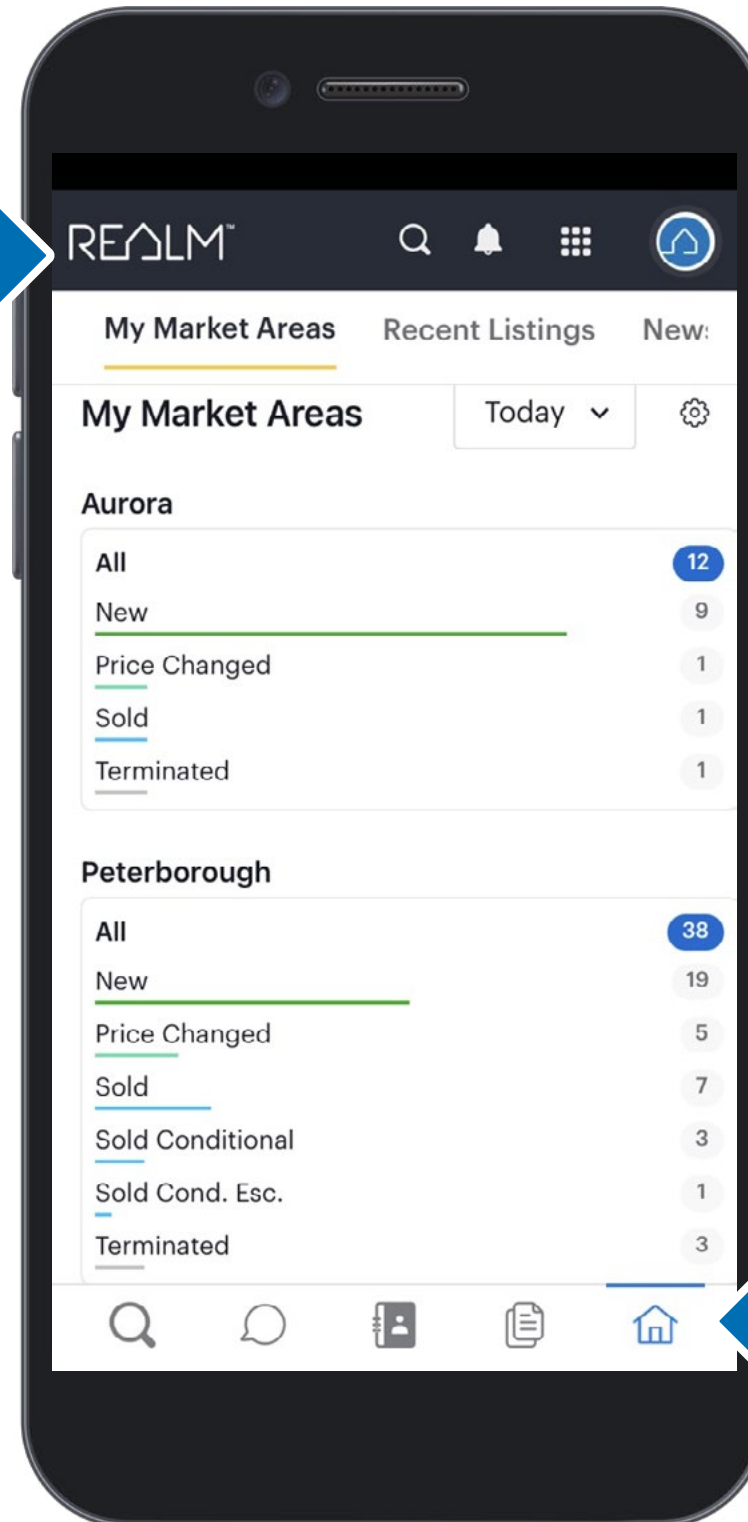 REALM™
My Market Areas Recent Listings News
My Market Areas Today
Aurora
All 12
New 9
Price Changed 1
Sold 1
Terminated 1
Peterborough
All 38
New 19
Price Changed 5
Sold 7
Sold Conditional 3
Sold Cond. Esc. 1
Terminated 3